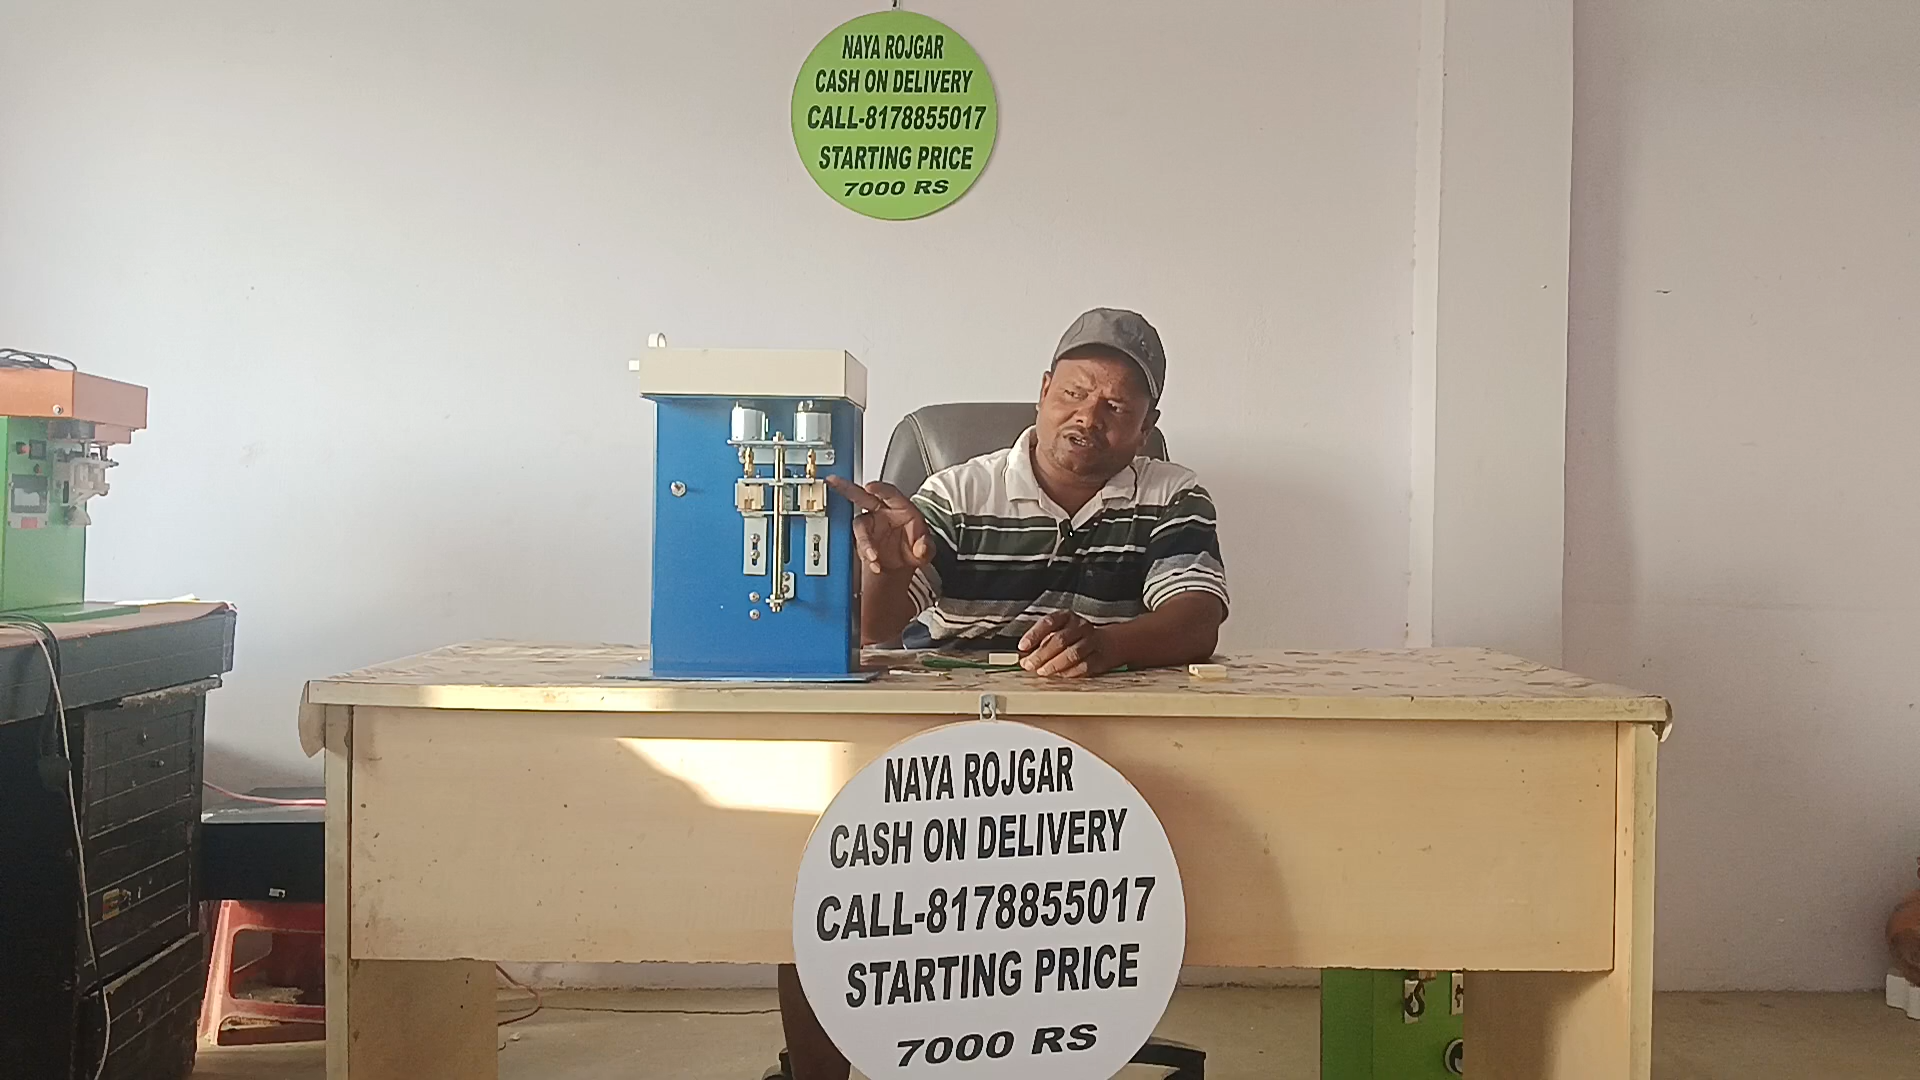 NAYA ROJGAR
CASH ON DELIVERY
CALL-8178855017
STARTING PRICE
7000 RS
NAYA ROJGAR
CASH ON DELIVERY
CALL-8178855017
STARTING PRICE
7000 RS